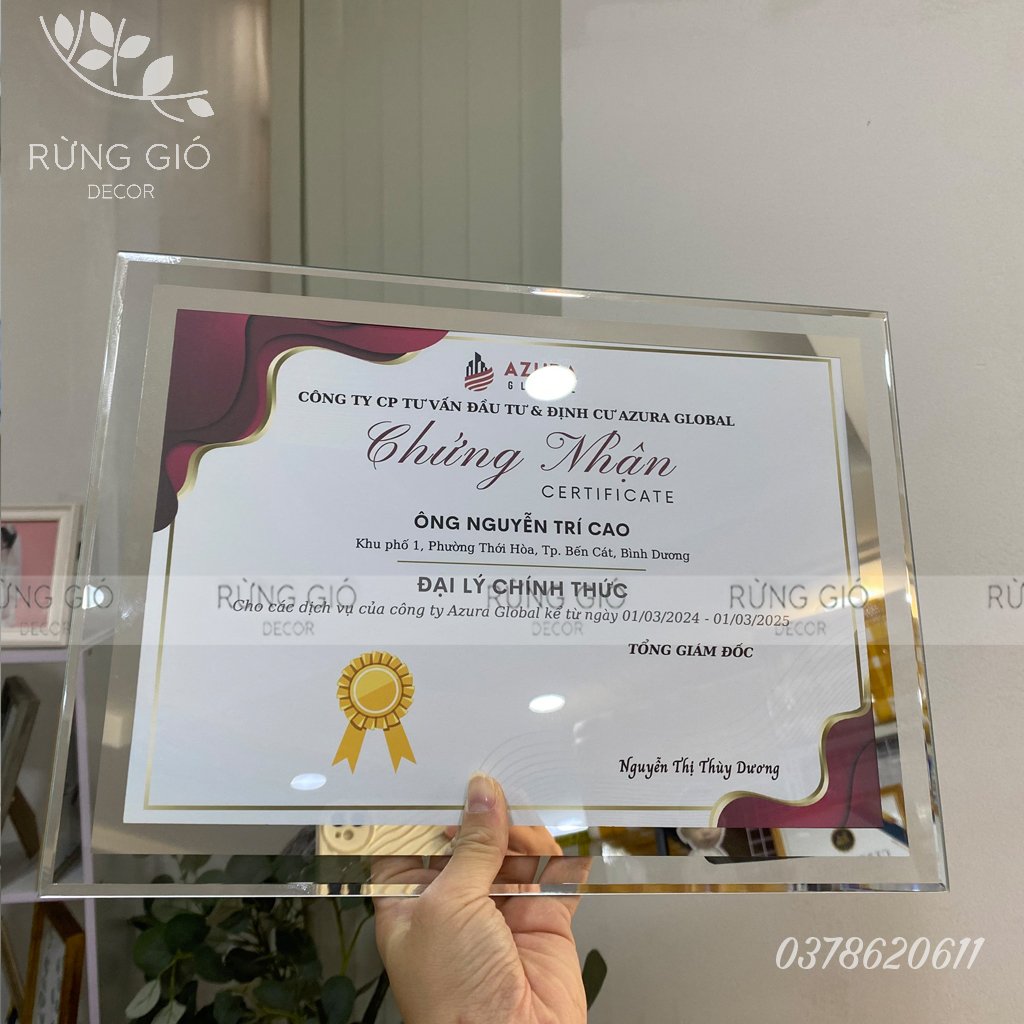 RỪNG GIÓ
DECOR
AZURA
CÔNG TY CP TƯ VẤN ĐẦU TƯ & ĐỊNH CƯ AZURA GLOBAL
Chứng Nhận
CERTIFICATE
ÔNG NGUYỄN TRÍ CAO
Khu phố 1, Phường Thới Hòa, Tp. Bến Cát, Bình Dương
ĐẠI LÝ CHÍNH THỨC
RỪNG GIÓ RỪNG GIÓ RỪNG GIÓ
Cho các dịch vụ của công ty Azura Global kể từ ngày 01/03/2024 - 01/03/2025
DECOR DECOR DECOR
TỔNG GIÁM ĐỐC
Nguyễn Thị Thùy Dương
0378620611